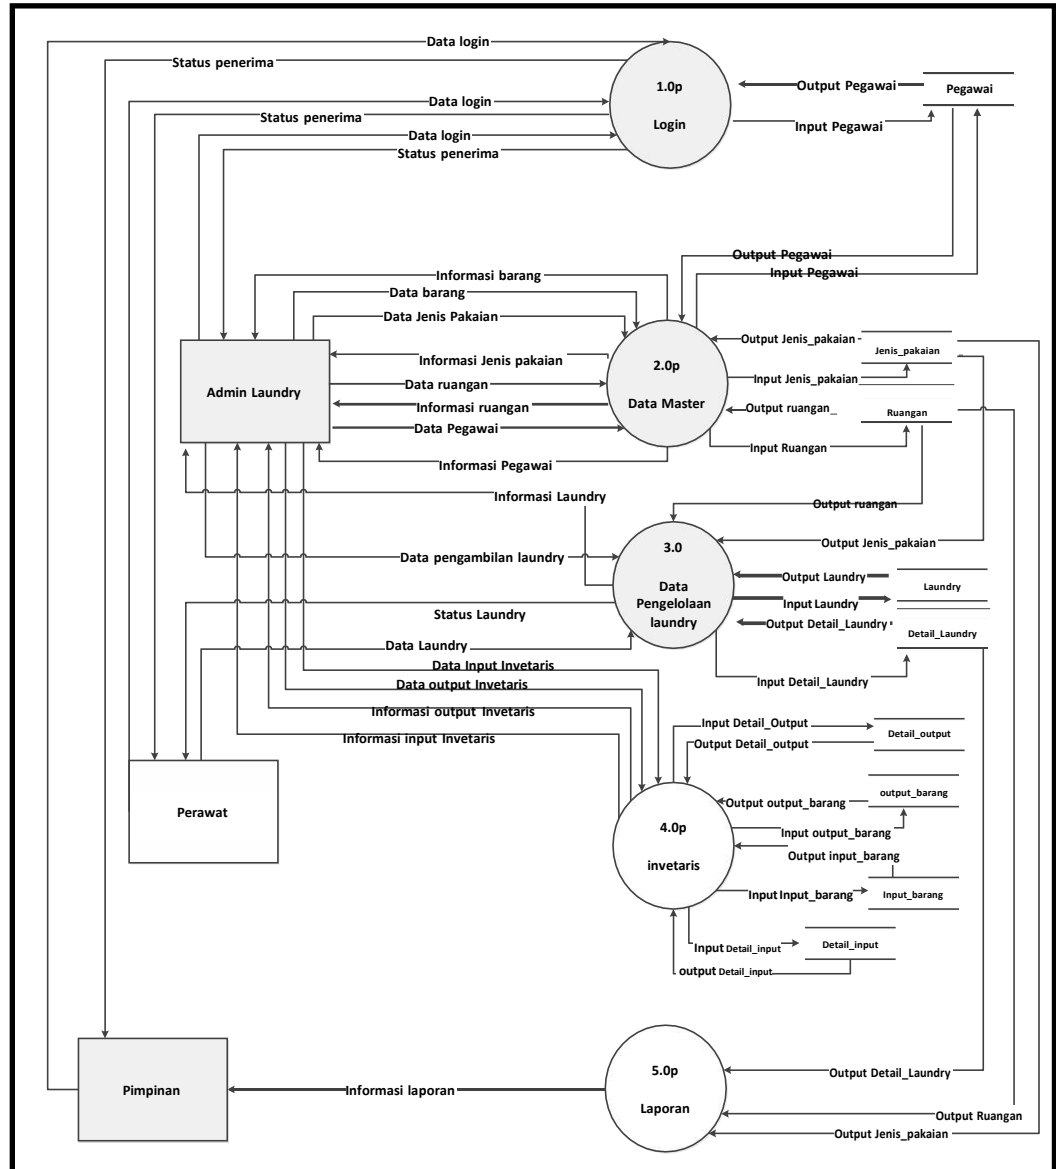 Data login
Status penerima
1.0p
Login
Output Pegawai
Pegawai
Input Pegawai
Data login
Status penerima
Data login
Status penerima
Output Pegawai
Input Pegawai
Informasi barang
Data barang
Data Jenis Pakaian
Informasi Jenis pakaian
Data ruangan
Informasi ruangan
Data Pegawai
Informasi Pegawai
Admin Laundry
2.0p
Data Master
Output Jenis_pakaian
Jenis_pakaian
Input Jenis_pakaian
Output ruangan_
Ruangan
Input Ruangan
Informasi Laundry
Output ruangan
Output Jenis_pakaian
3.0
Data
Pengelolaan
laundry
Data pengambilan laundry
Status Laundry
Data Laundry
Output Laundry
Laundry
Input Laundry
Output Detail_Laundry
Detail_Laundry
Input Detail_Laundry
Data Input Invetaris
Data output Invetaris
Informasi output Invetaris
Informasi input Invetaris
Input Detail_Output
Detail_output
Output Detail_output
Perawat
4.0p
invetaris
Output output_barang
output_barang
Input output_barang
Output input_barang
Input Input_barang
Input_barang
Input Detail_input
Detail_input
output Detail_input
Pimpinan
Informasi laporan
5.0p
Laporan
Output Detail_Laundry
Output Ruangan
Output Jenis_pakaian